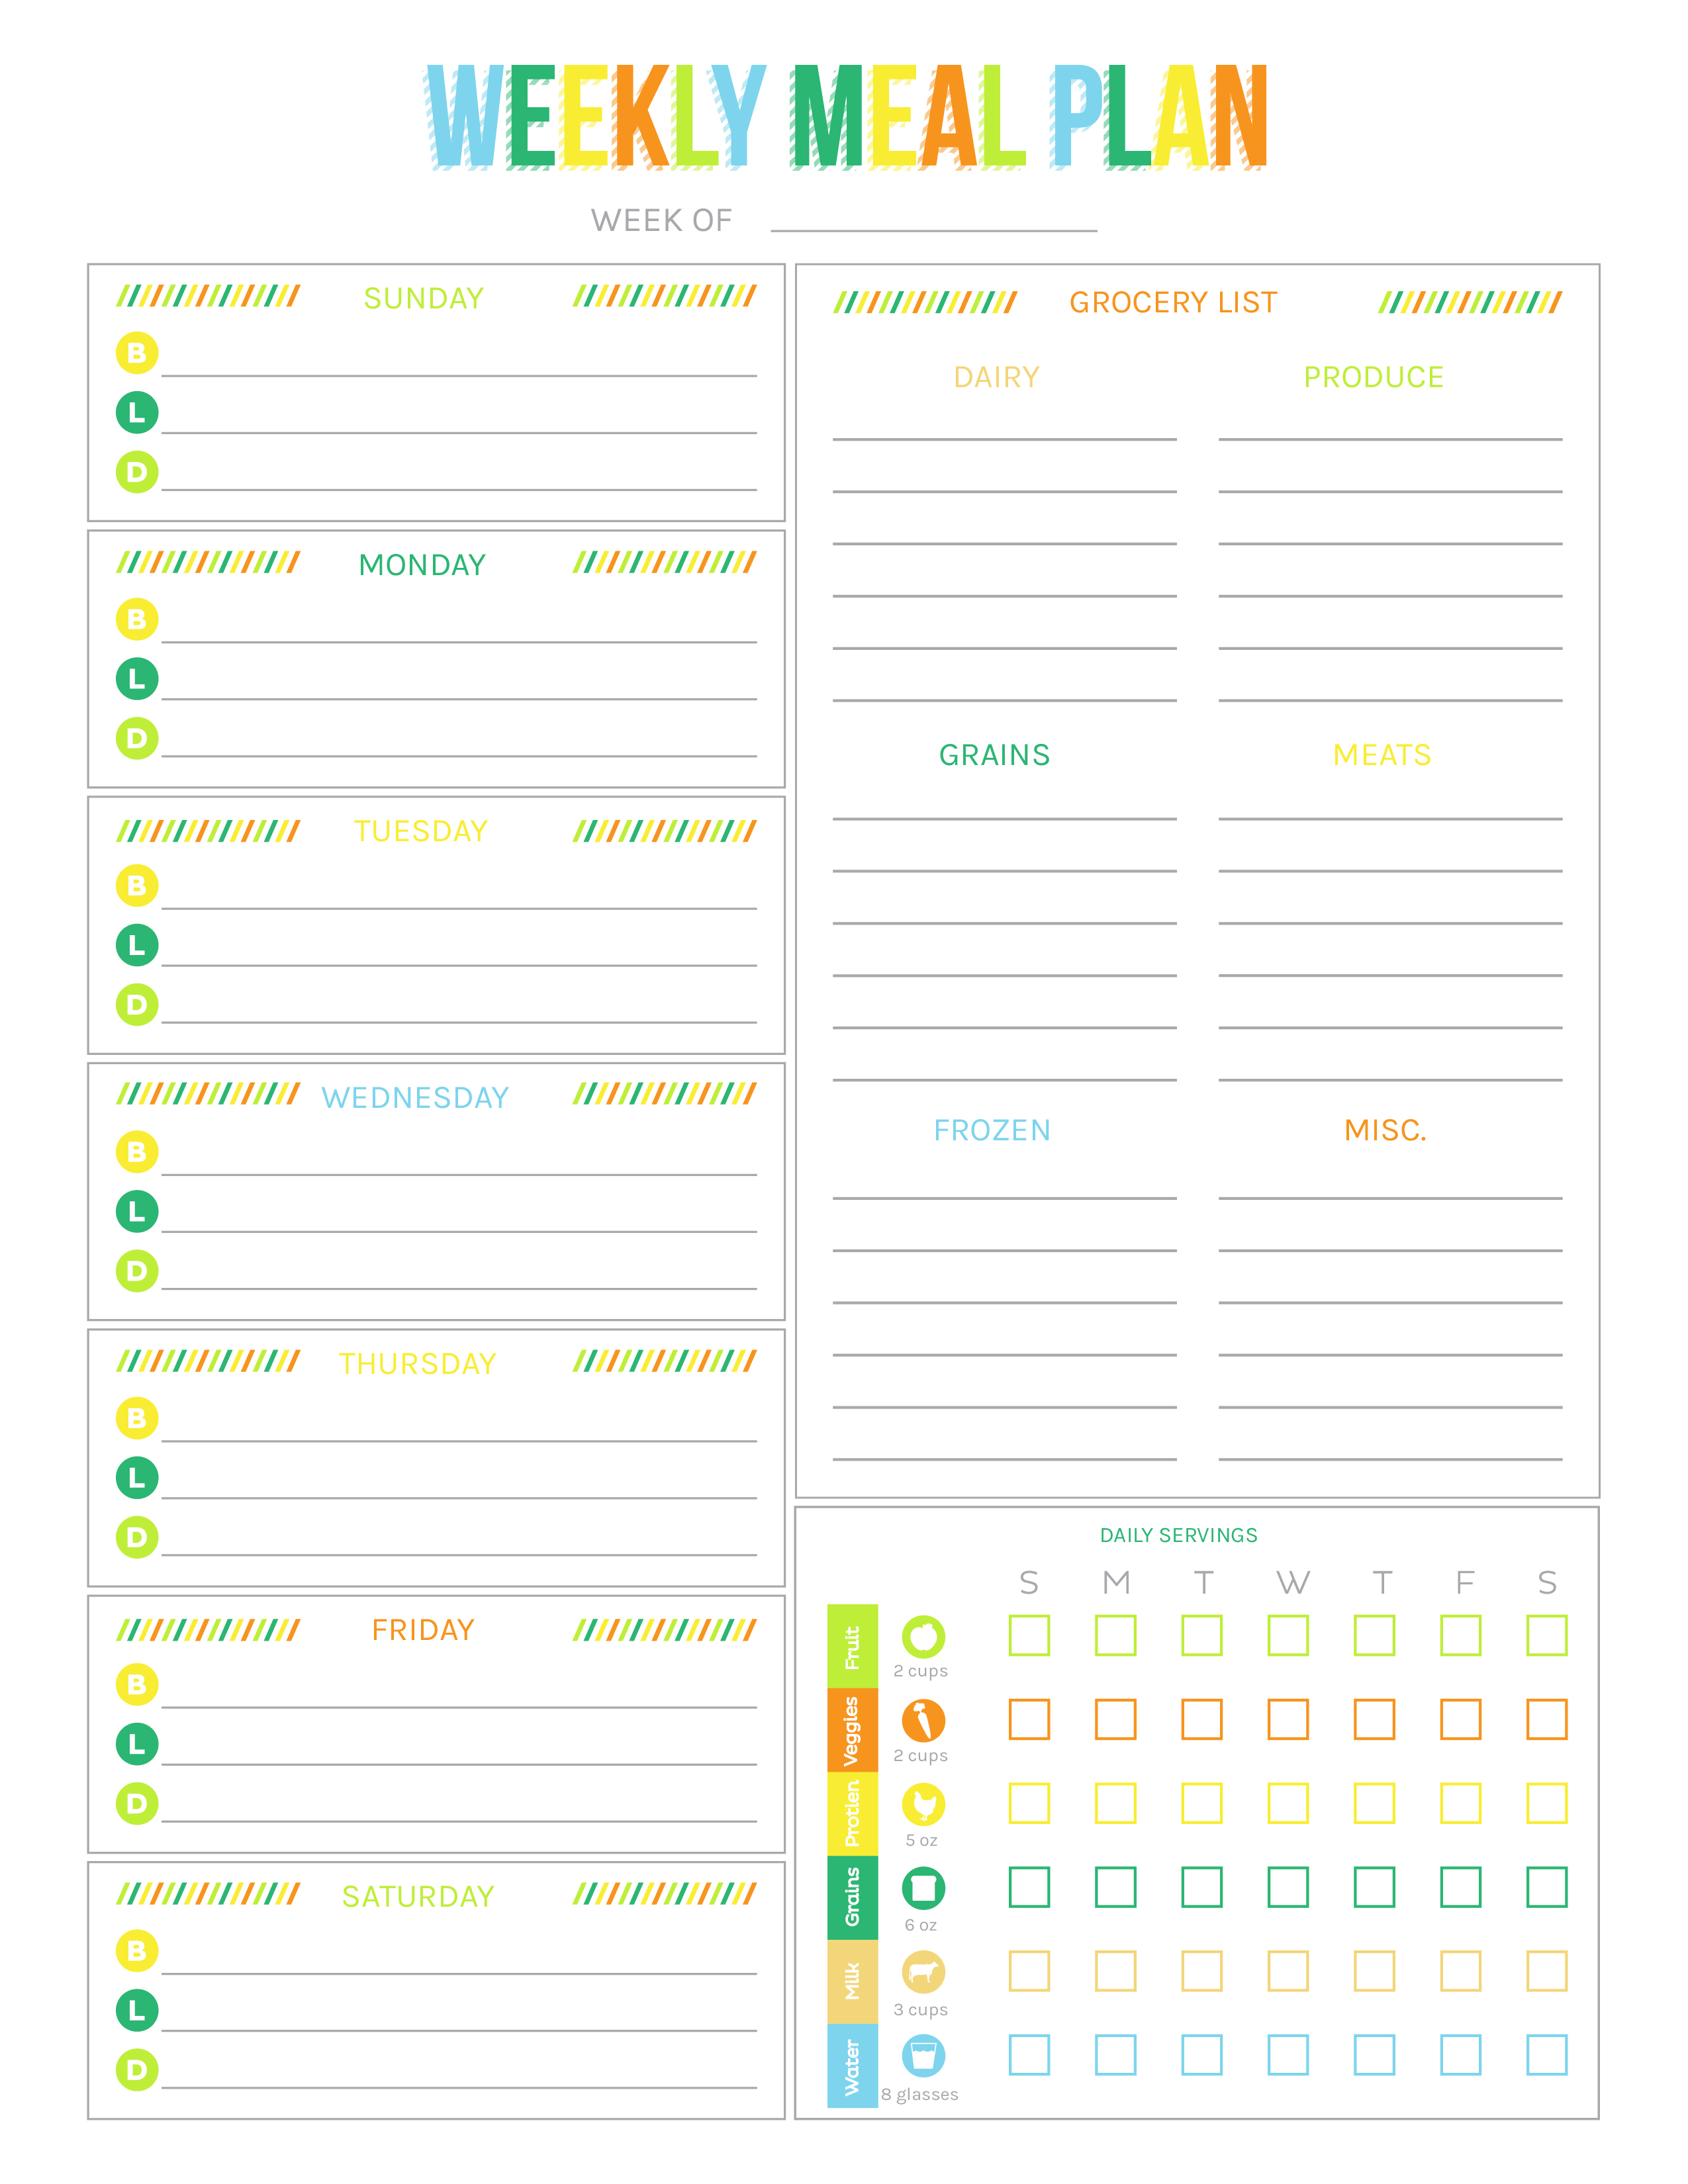 WEEKLY MEAL PLAN
WEEK OF
SUNDAY
B
L
D
MONDAY
B
L
D
TUESDAY
B
L
D
WEDNESDAY
B
L
D
THURSDAY
B
L
D
FRIDAY
B
L
D
SATURDAY
B
L
D
GROCERY LIST
DAIRY PRODUCE
GRAINS MEATS
FROZEN MISC.
DAILY SERVINGS
S M T W T F S
Fruit
2 cups
Veggies
2 cups
Protien
5 oz
Grains
6 oz
Milk
3 cups
Water
8 glasses